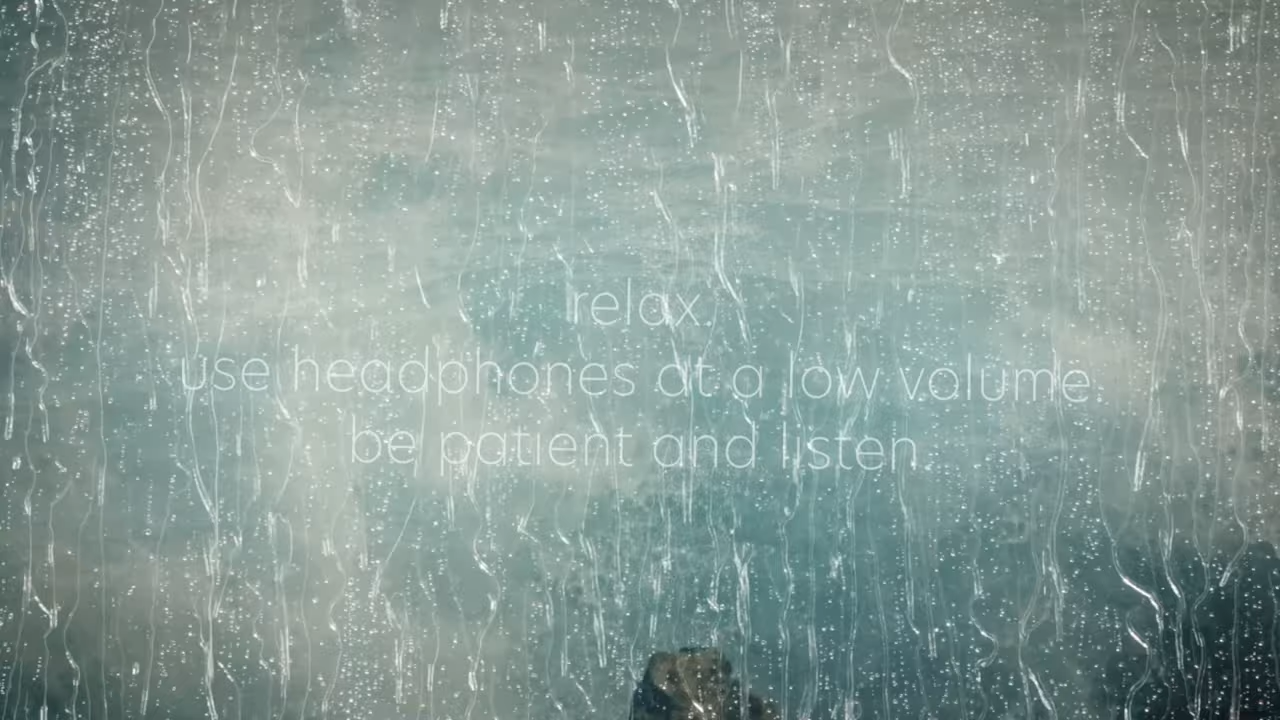 relax.
use headphones at a low volume.
be patient and listen